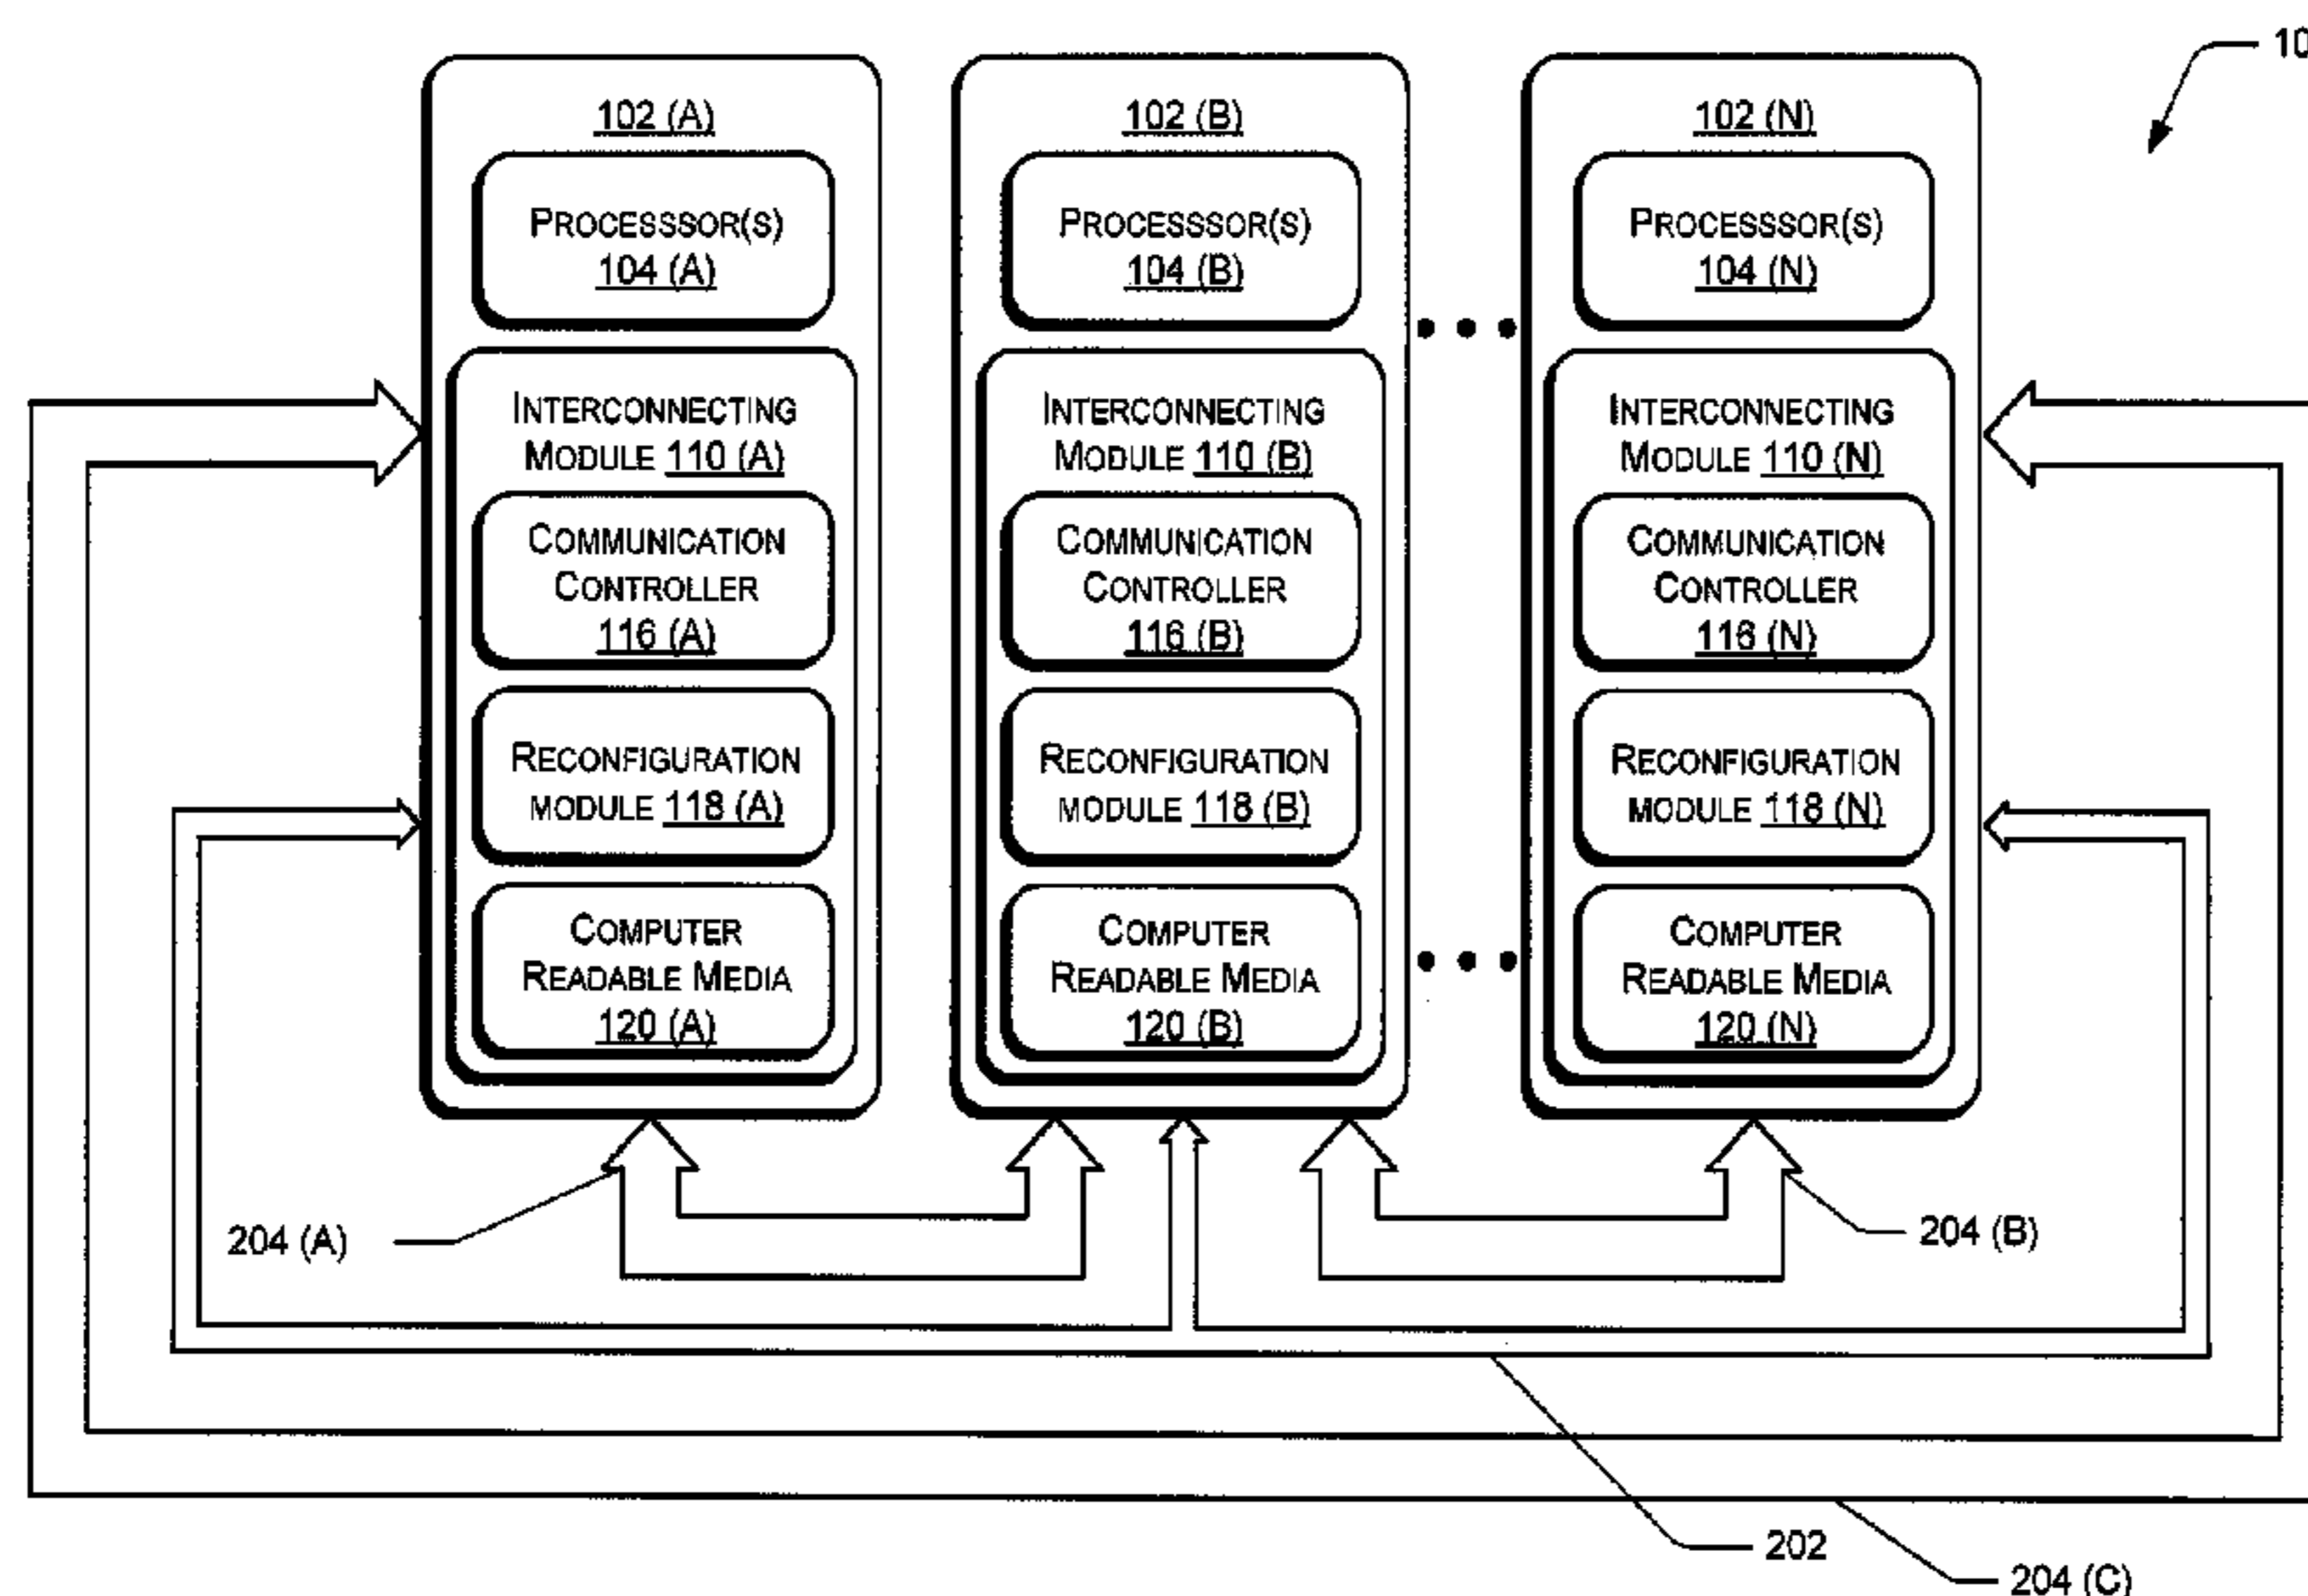 10
102 (A)
PROCESSSOR(S)
104 (A)
INTERCONNECTING
MODULE 110 (A)
COMMUNICATION
CONTROLLER
116 (A)
RECONFIGURATION
MODULE 118 (A)
COMPUTER
READABLE MEDIA
120 (A)
102 (B)
PROCESSSOR(S)
104 (B)
INTERCONNECTING
MODULE 110 (B)
COMMUNICATION
CONTROLLER
116 (B)
RECONFIGURATION
MODULE 118 (B)
COMPUTER
READABLE MEDIA
120 (B)
102 (N)
PROCESSSOR(S)
104 (N)
INTERCONNECTING
MODULE 110 (N)
COMMUNICATION
CONTROLLER
116 (N)
RECONFIGURATION
MODULE 118 (N)
COMPUTER
READABLE MEDIA
120 (N)
204 (A)
204 (B)
202
204 (C)